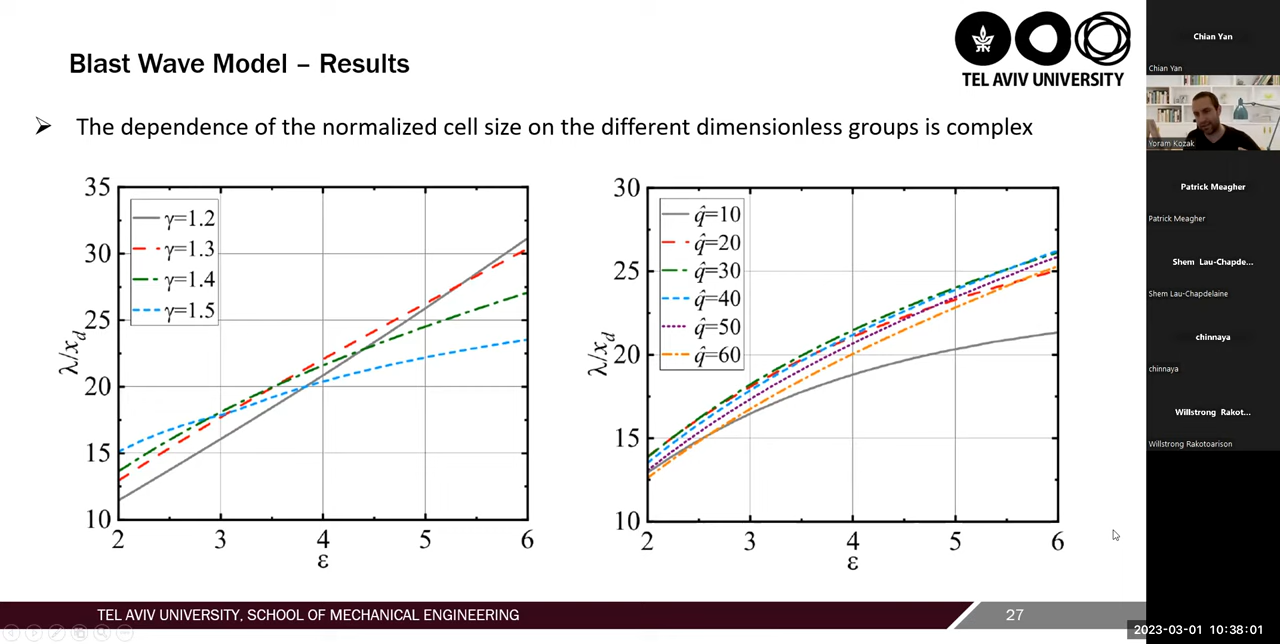 Blast Wave Model – Results
TEL AVIV UNIVERSITY
➢ The dependence of the normalized cell size on the different dimensionless groups is complex
35
30
25
20
15
10
λ/x_d
γ=1.2
γ=1.3
γ=1.4
γ=1.5
2 3 4 5 6
ε
30
25
20
15
10
λ/x_d
q̂=10
q̂=20
q̂=30
q̂=40
q̂=50
q̂=60
2 3 4 5 6
ε
TEL AVIV UNIVERSITY, SCHOOL OF MECHANICAL ENGINEERING
27
Chian Yan
Chian Yan
Yoram Kozak
Patrick Meagher
Patrick Meagher
Shem Lau-Chapde...
Shem Lau-Chapdelaine
chinnaya
chinnaya
Willstrong Rakot...
Willstrong Rakotoarison
2023-03-01 10:38:01